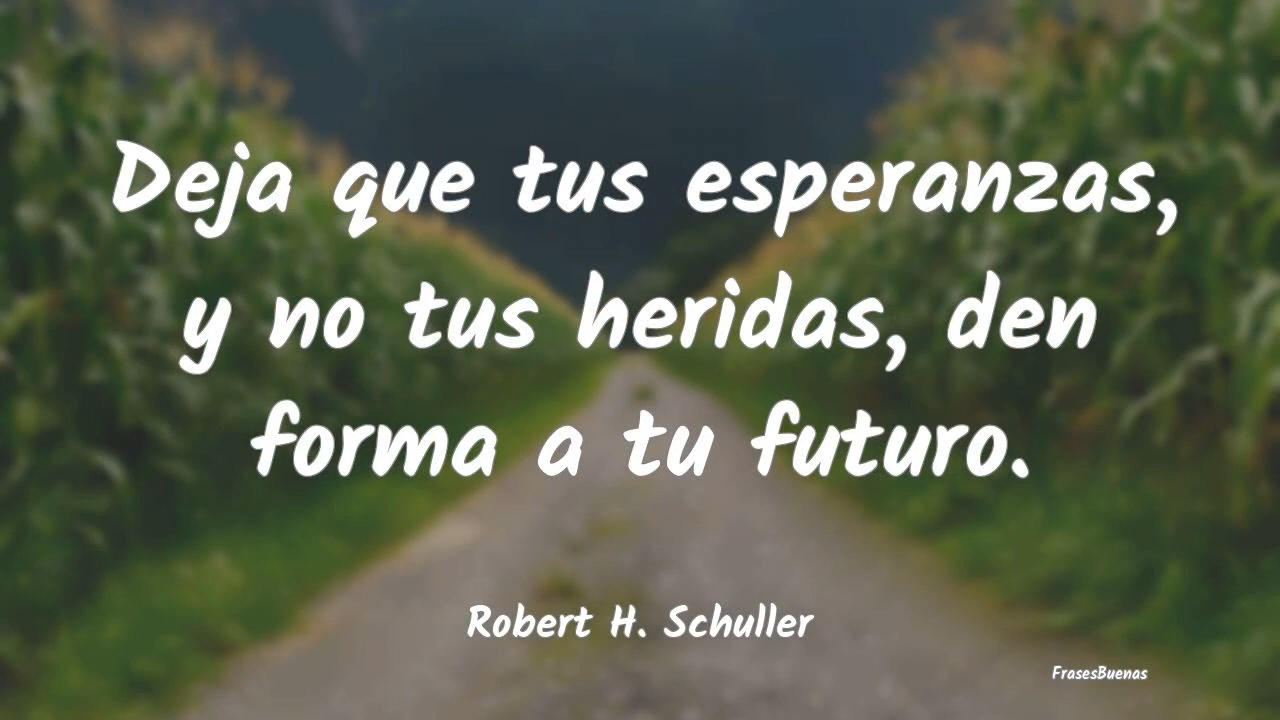 Deja que tus esperanzas,
y no tus heridas, den
forma a tu futuro.
Robert H. Schuller
FrasesBuenas